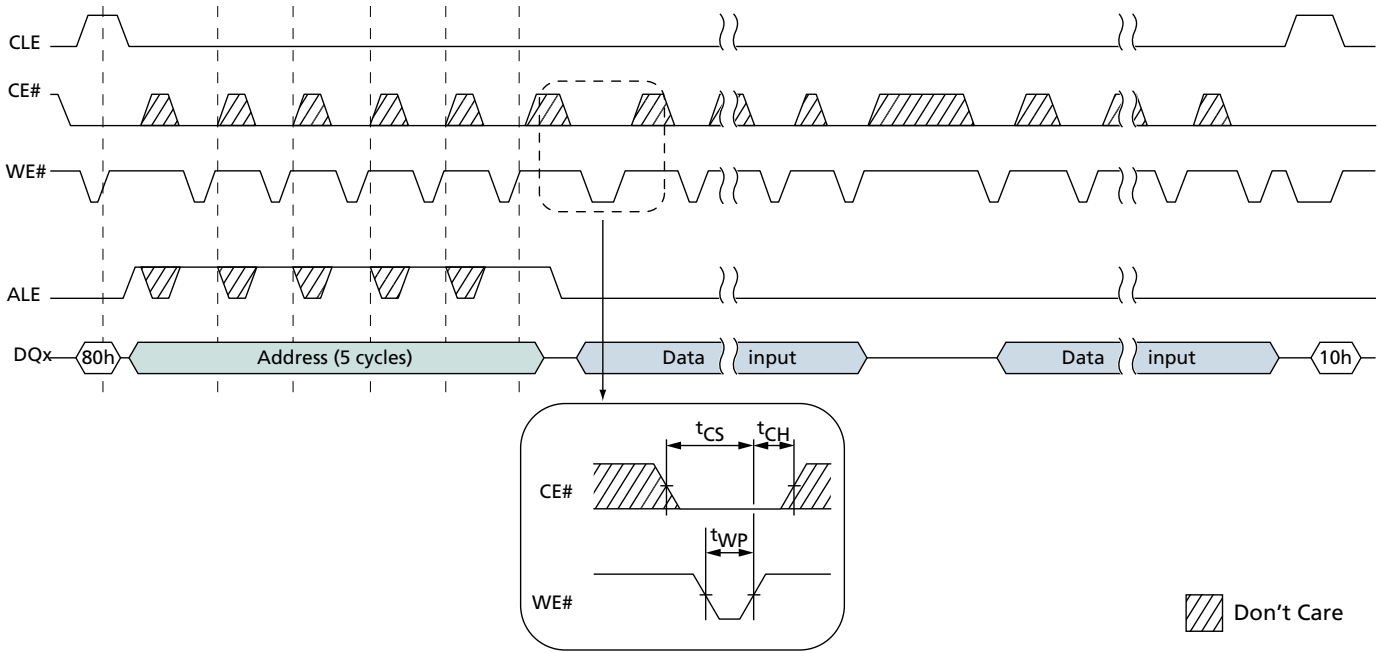 CLE
CE#
WE#
ALE
DQx 80h Address (5 cycles) Data input Data input 10h
tCS tCH
CE#
tWP
WE#
Don't Care